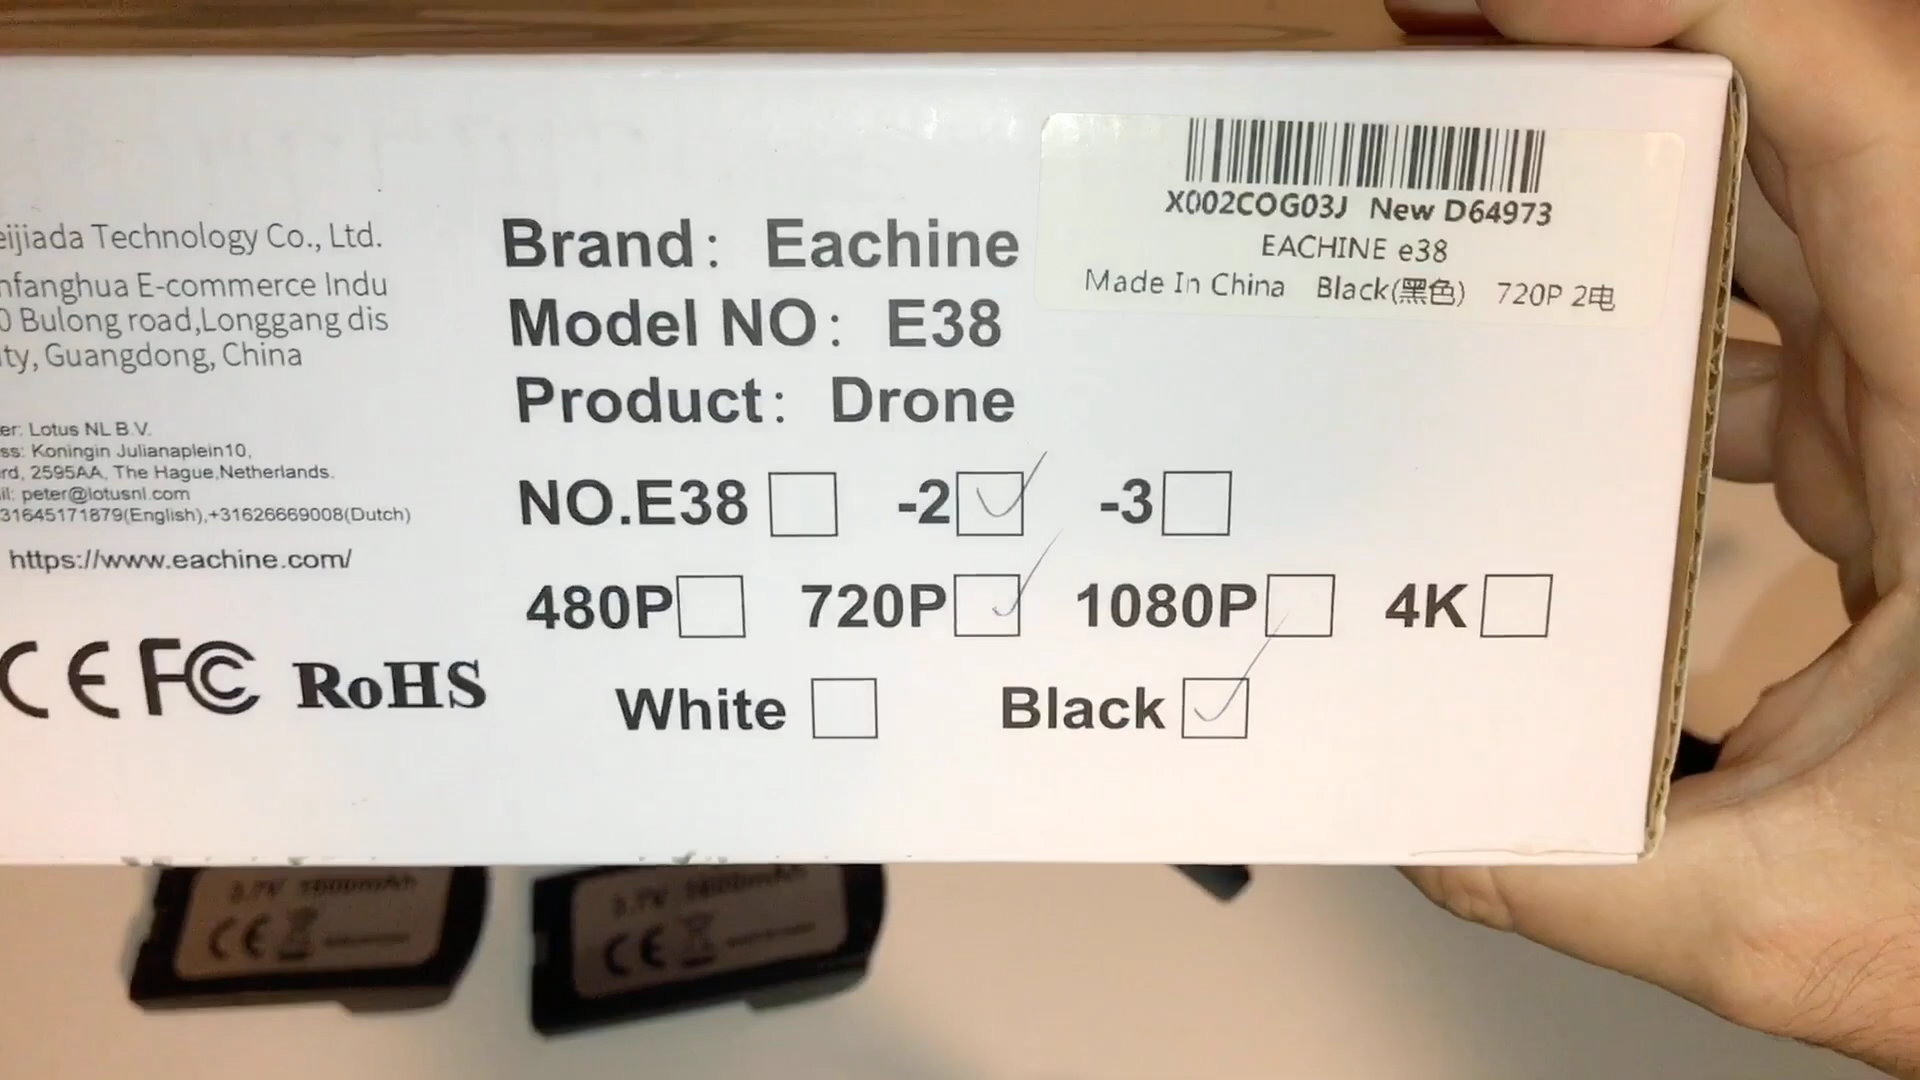 eijiada Technology Co., Ltd.
nfanghua E-commerce Indu
0 Bulong road,Longgang dis
ty, Guangdong, China
er: Lotus NL B.V.
ss: Koningin Julianaplein10,
rd, 2595AA, The Hague,Netherlands.
il: peter@lotusnl.com
31645171879(English),+31626669008(Dutch)
https://www.eachine.com/
CE FC RoHS
Brand: Eachine
Model NO: E38
Product: Drone
NO.E38 -2 -3
480P 720P 1080P 4K
White Black
X002COG03J New D64973
EACHINE e38
Made In China Black(黑色) 720P 2电
3.7V 1600mAh
CE
3.7V 1600mAh
CE